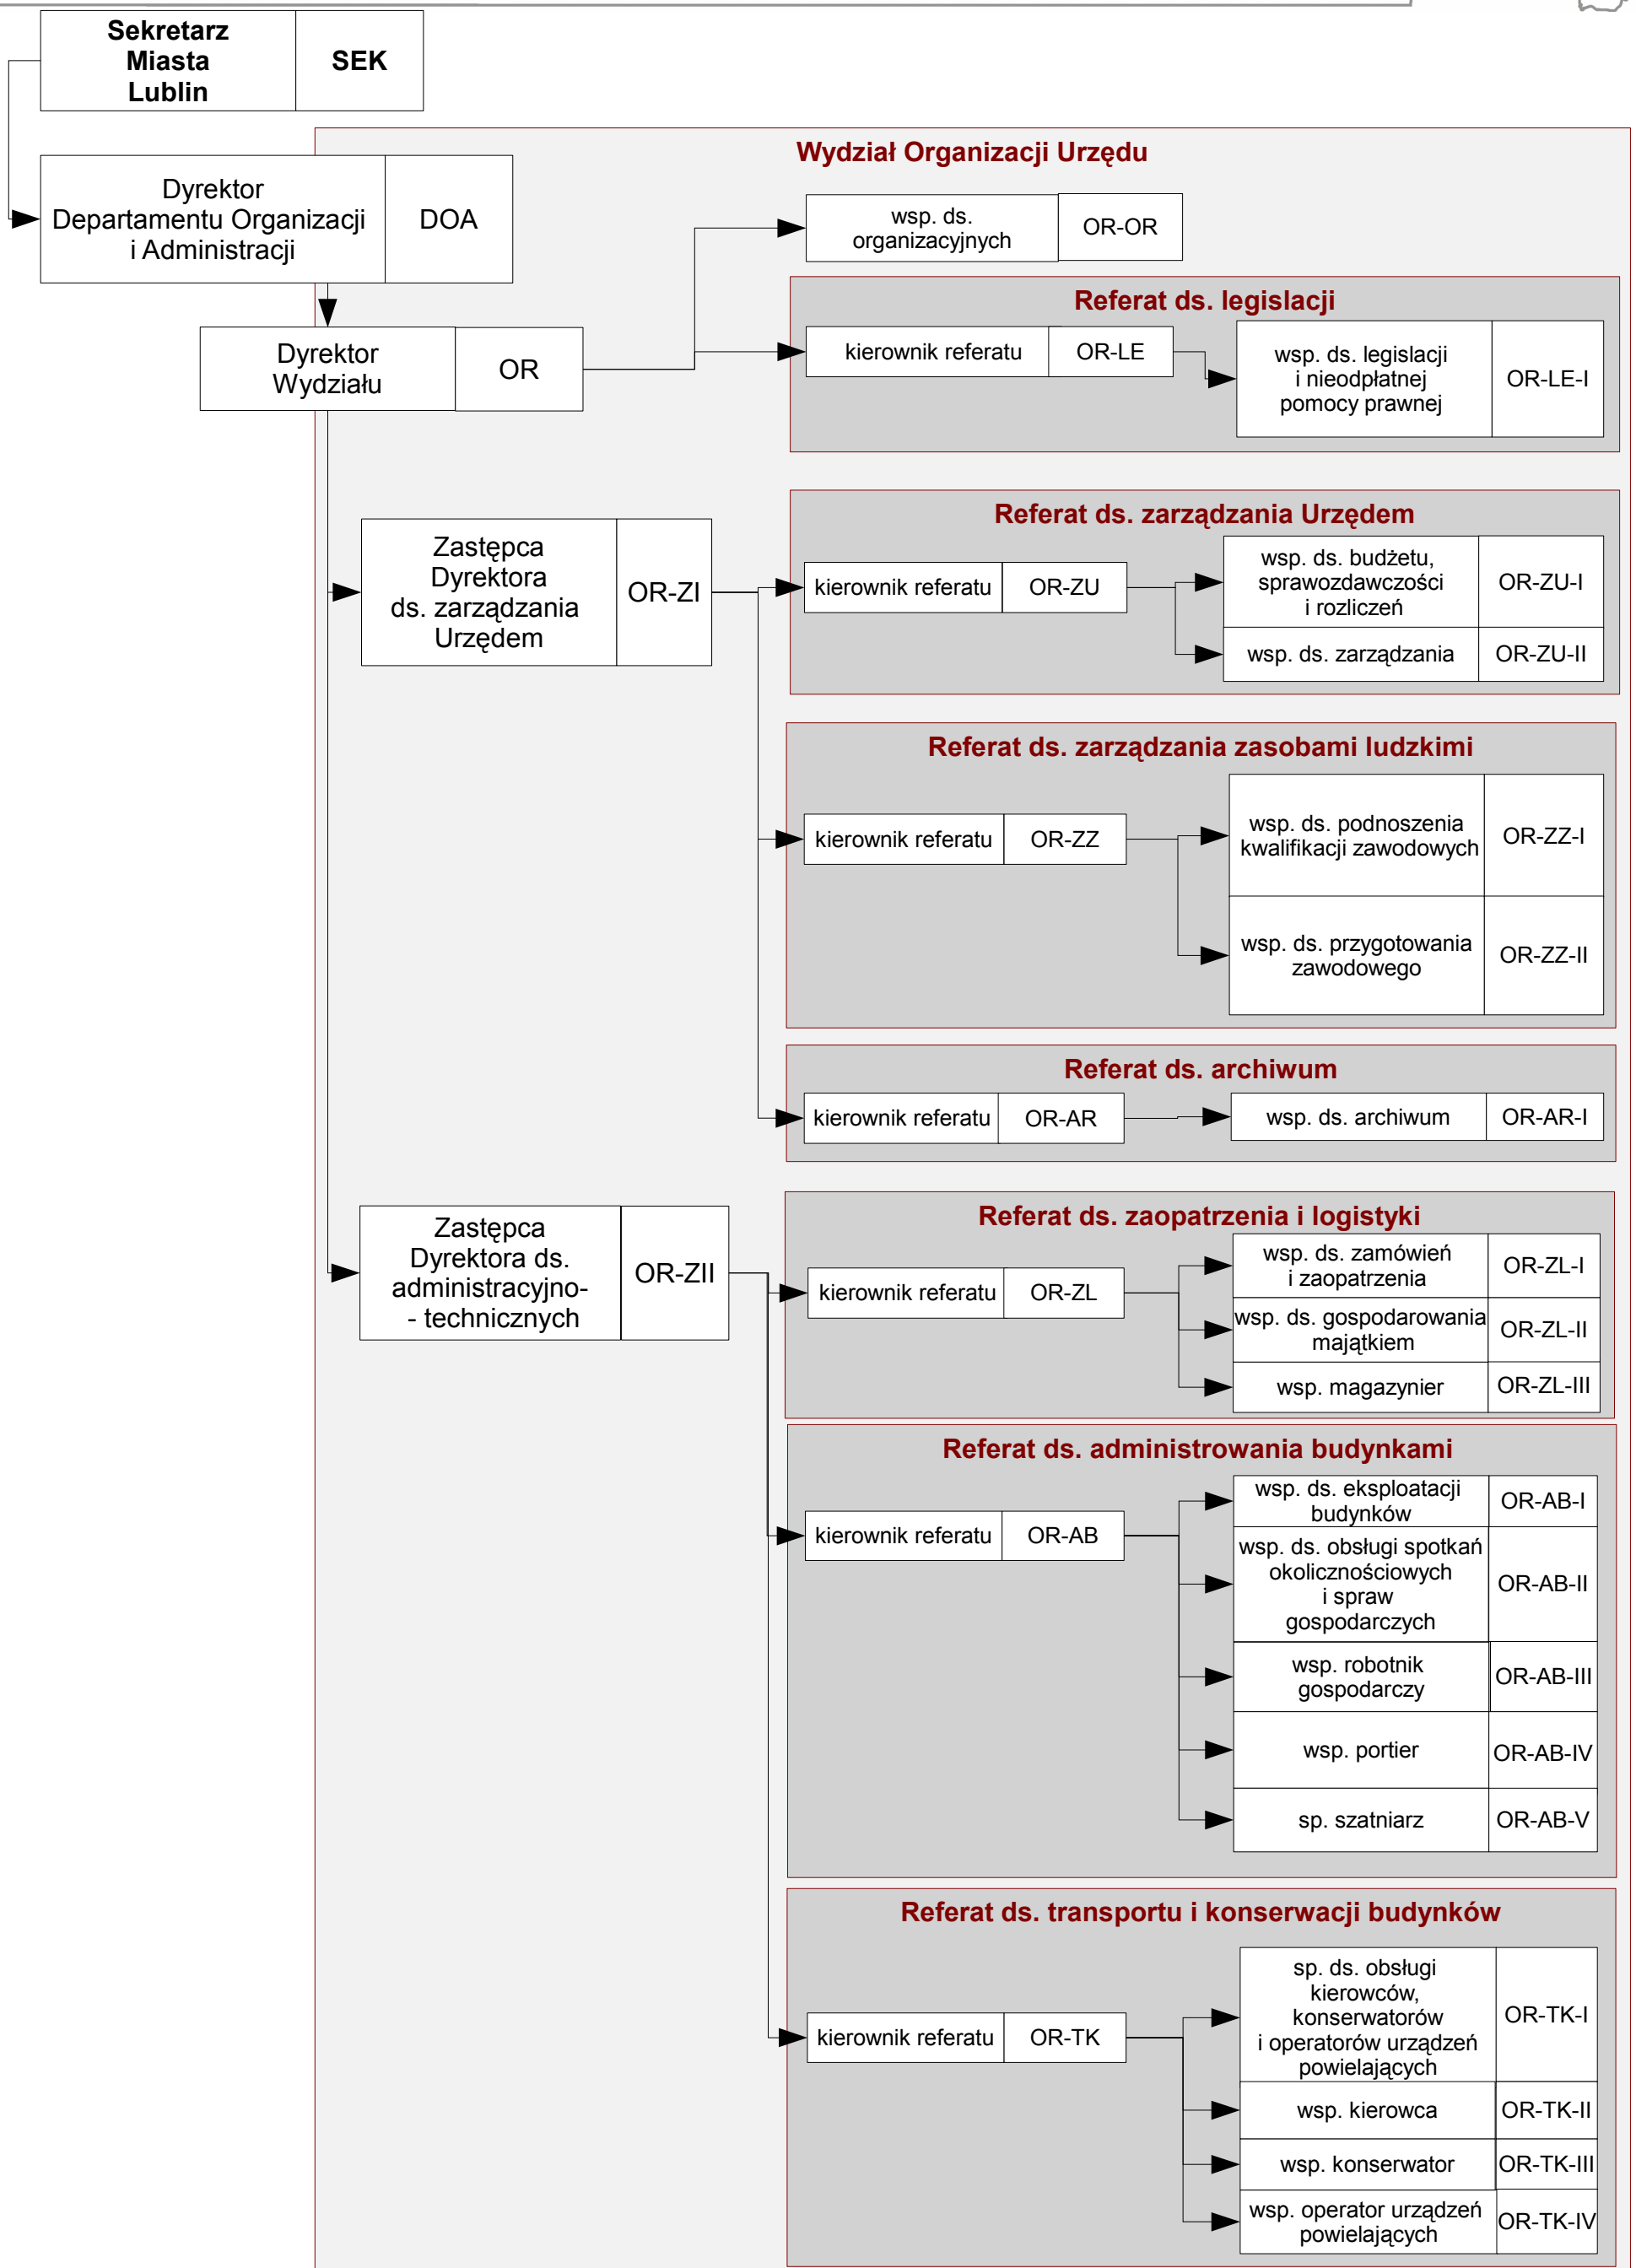 Sekretarz
Miasta
Lublin
SEK
Wydział Organizacji Urzędu
Dyrektor
Departamentu Organizacji
i Administracji
DOA
wsp. ds.
organizacyjnych
OR-OR
Dyrektor
Wydziału
OR
Referat ds. legislacji
kierownik referatu
OR-LE
wsp. ds. legislacji
i nieodpłatnej
pomocy prawnej
OR-LE-I
Zastępca
Dyrektora
ds. zarządzania
Urzędem
OR-ZI
Referat ds. zarządzania Urzędem
kierownik referatu
OR-ZU
wsp. ds. budżetu,
sprawozdawczości
i rozliczeń
OR-ZU-I
wsp. ds. zarządzania
OR-ZU-II
Referat ds. zarządzania zasobami ludzkimi
kierownik referatu
OR-ZZ
wsp. ds. podnoszenia
kwalifikacji zawodowych
OR-ZZ-I
wsp. ds. przygotowania
zawodowego
OR-ZZ-II
Referat ds. archiwum
kierownik referatu
OR-AR
wsp. ds. archiwum
OR-AR-I
Zastępca
Dyrektora ds.
administracyjno-
- technicznych
OR-ZII
Referat ds. zaopatrzenia i logistyki
kierownik referatu
OR-ZL
wsp. ds. zamówień
i zaopatrzenia
OR-ZL-I
wsp. ds. gospodarowania
majątkiem
OR-ZL-II
wsp. magazynier
OR-ZL-III
Referat ds. administrowania budynkami
kierownik referatu
OR-AB
wsp. ds. eksploatacji
budynków
OR-AB-I
wsp. ds. obsługi spotkań
okolicznościowych
i spraw
gospodarczych
OR-AB-II
wsp. robotnik
gospodarczy
OR-AB-III
wsp. portier
OR-AB-IV
sp. szatniarz
OR-AB-V
Referat ds. transportu i konserwacji budynków
kierownik referatu
OR-TK
sp. ds. obsługi
kierowców,
konserwatorów
i operatorów urządzeń
powielających
OR-TK-I
wsp. kierowca
OR-TK-II
wsp. konserwator
OR-TK-III
wsp. operator urządzeń
powielających
OR-TK-IV